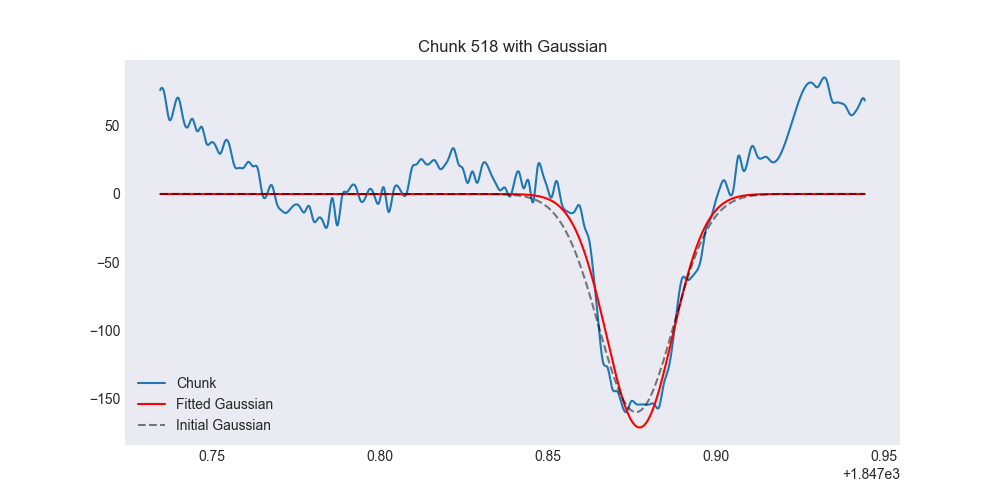 Chunk 518 with Gaussian
50
0
−50
−100
−150
Chunk
Fitted Gaussian
Initial Gaussian
0.75 0.80 0.85 0.90 0.95
+1.847e3